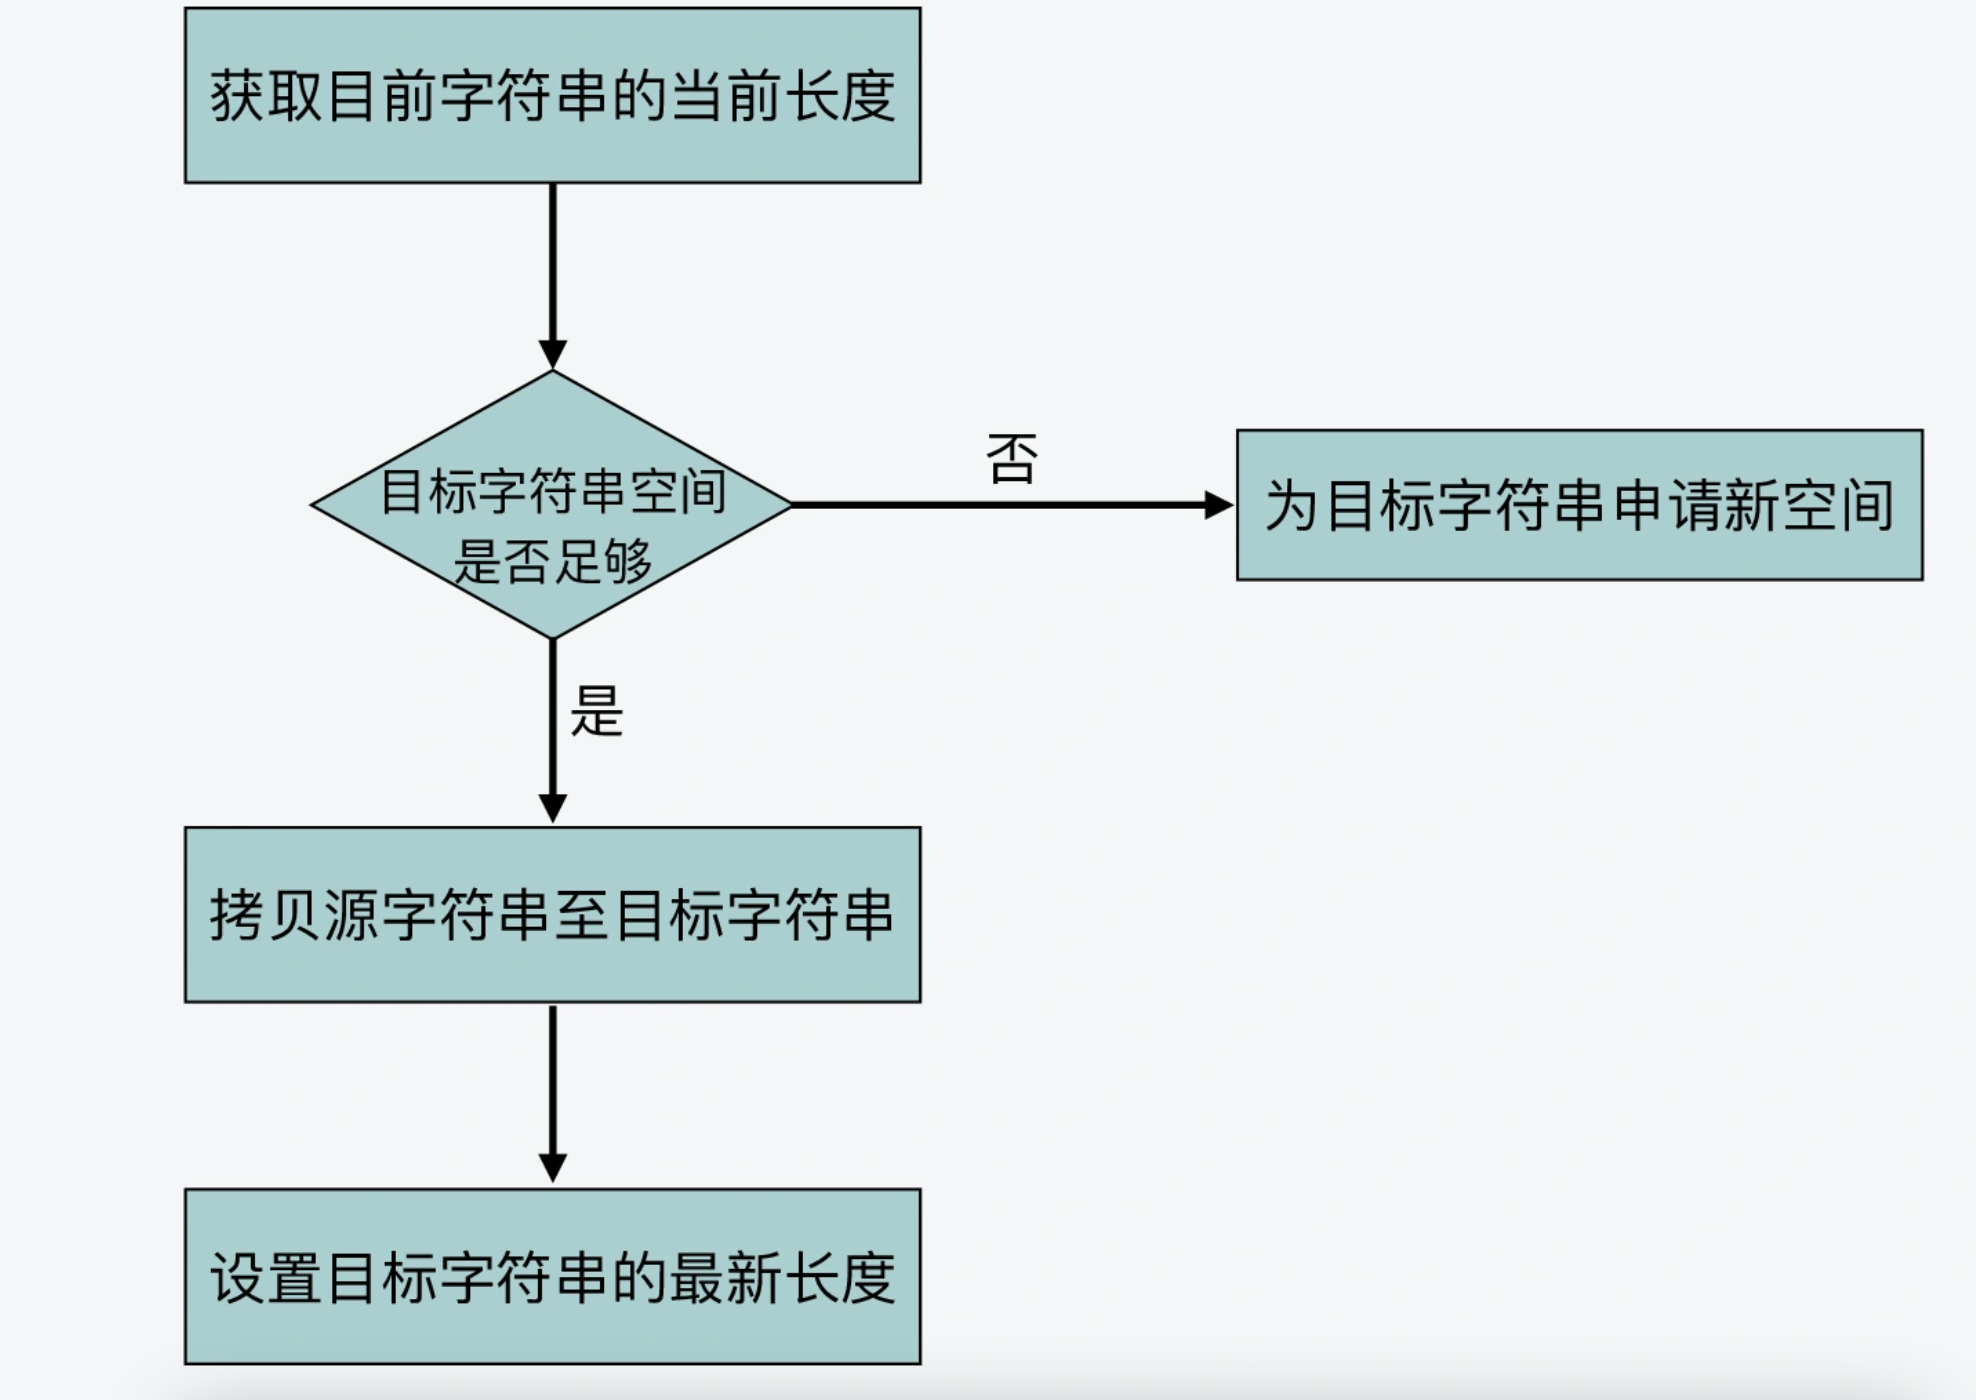 获取目前字符串的当前长度
目标字符串空间
是否足够
否
为目标字符串申请新空间
是
拷贝源字符串至目标字符串
设置目标字符串的最新长度